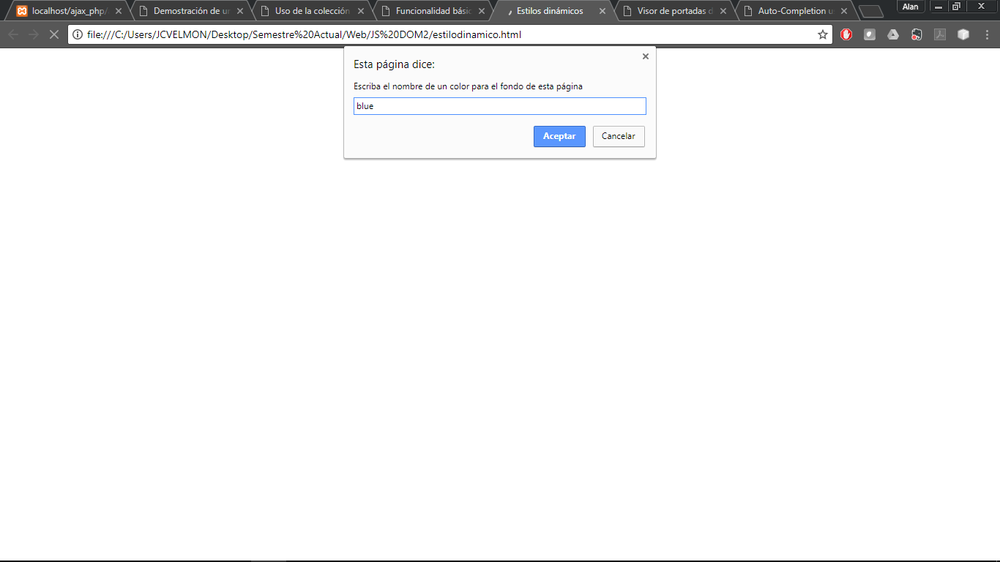 localhost/ajax_php/
Demostración de un
Uso de la colección
Funcionalidad básic
Estilos dinámicos
Visor de portadas d
Auto-Completion u
Alan
file:///C:/Users/JCVELMON/Desktop/Semestre%20Actual/Web/JS%20DOM2/estilodinamico.html
Esta página dice:
Escriba el nombre de un color para el fondo de esta página
blue
Aceptar
Cancelar